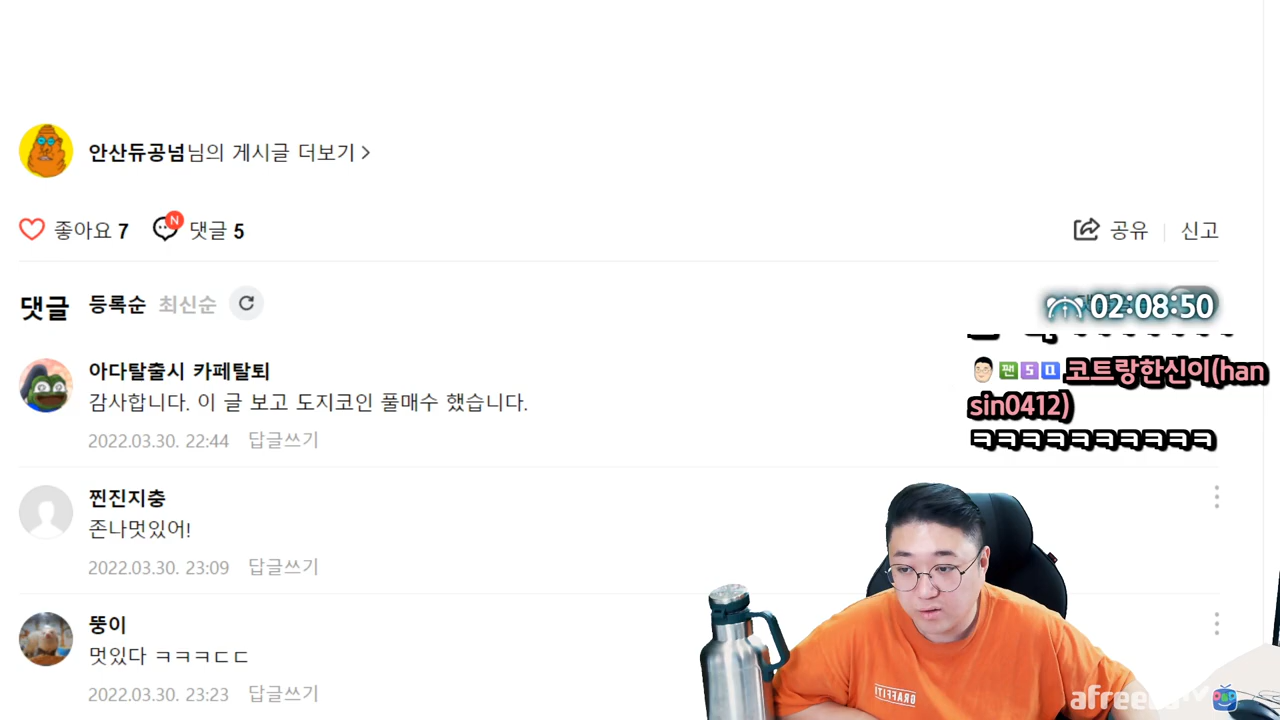 안산듀공넘님의 게시글 더보기 >
좋아요 7 N 댓글 5
공유 | 신고
댓글 등록순 최신순
02:08:50
아다탈출시 카페탈퇴
감사합니다. 이 글 보고 도지코인 풀매수 했습니다.
2022.03.30. 22:44 답글쓰기
팬 5 코트랑한신이(han
sin0412)
ㅋㅋㅋㅋㅋㅋㅋㅋㅋㅋ
찐진지충
존나멋있어!
2022.03.30. 23:09 답글쓰기
뚱이
멋있다 ㅋㅋㅋㄷㄷ
2022.03.30. 23:23 답글쓰기
GRAFFITI